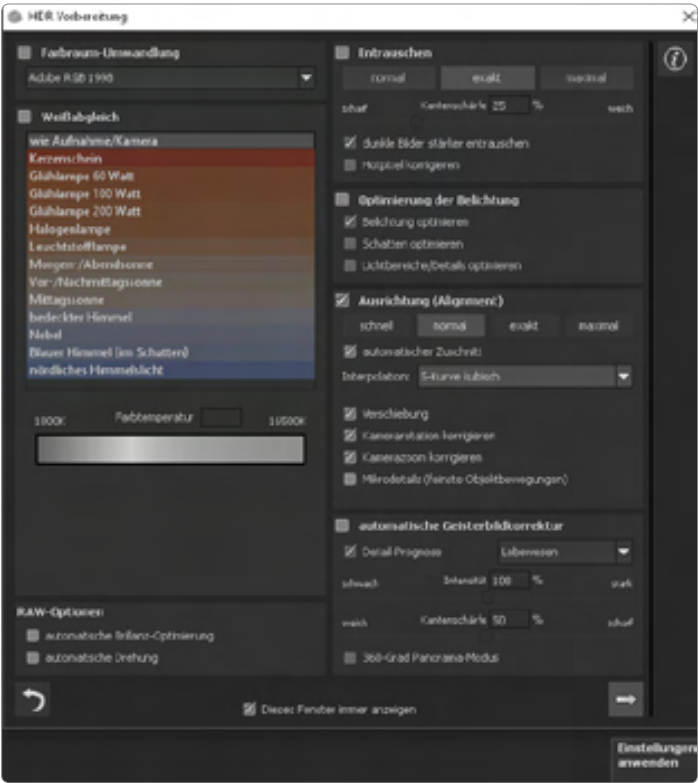 HDR Vorbereitung
Farbraum-Umwandlung
Adobe RGB 1998
Weißabgleich
wie Aufnahme/Kamera
Kerzenschein
Glühlampe 60 Watt
Glühlampe 100 Watt
Glühlampe 200 Watt
Halogenlampe
Leuchtstofflampe
Morgen-/Abendsonne
Vor-/Nachmittagssonne
Mittagssonne
bedeckter Himmel
Nebel
Blauer Himmel (im Schatten)
nördliches Himmelslicht
Farbtemperatur
RAW-Optionen
automatische Brillanz-Optimierung
automatische Drehung
Entrauschen
normal exakt maximal
scharf Kantenschärfe 25 % weich
dunkle Bilder stärker entrauschen
Hotpixel korrigieren
Optimierung der Belichtung
Belichtung optimieren
Schatten optimieren
Lichtbereiche/Details optimieren
Ausrichtung (Alignment)
schnell normal exakt maximal
automatischer Zuschnitt
Interpolation: S-Kurve kubisch
Verschiebung
Kamerarotation korrigieren
Kamerazoom korrigieren
Mikrodetails (feinste Objektbewegungen)
automatische Geisterbildkorrektur
Detail Prognose Lebewesen
schwach Intensität 100 % stark
weich Kantenschärfe 50 % scharf
360-Grad Panorama-Modus
Dieses Fenster immer anzeigen
Einstellungen
anwenden